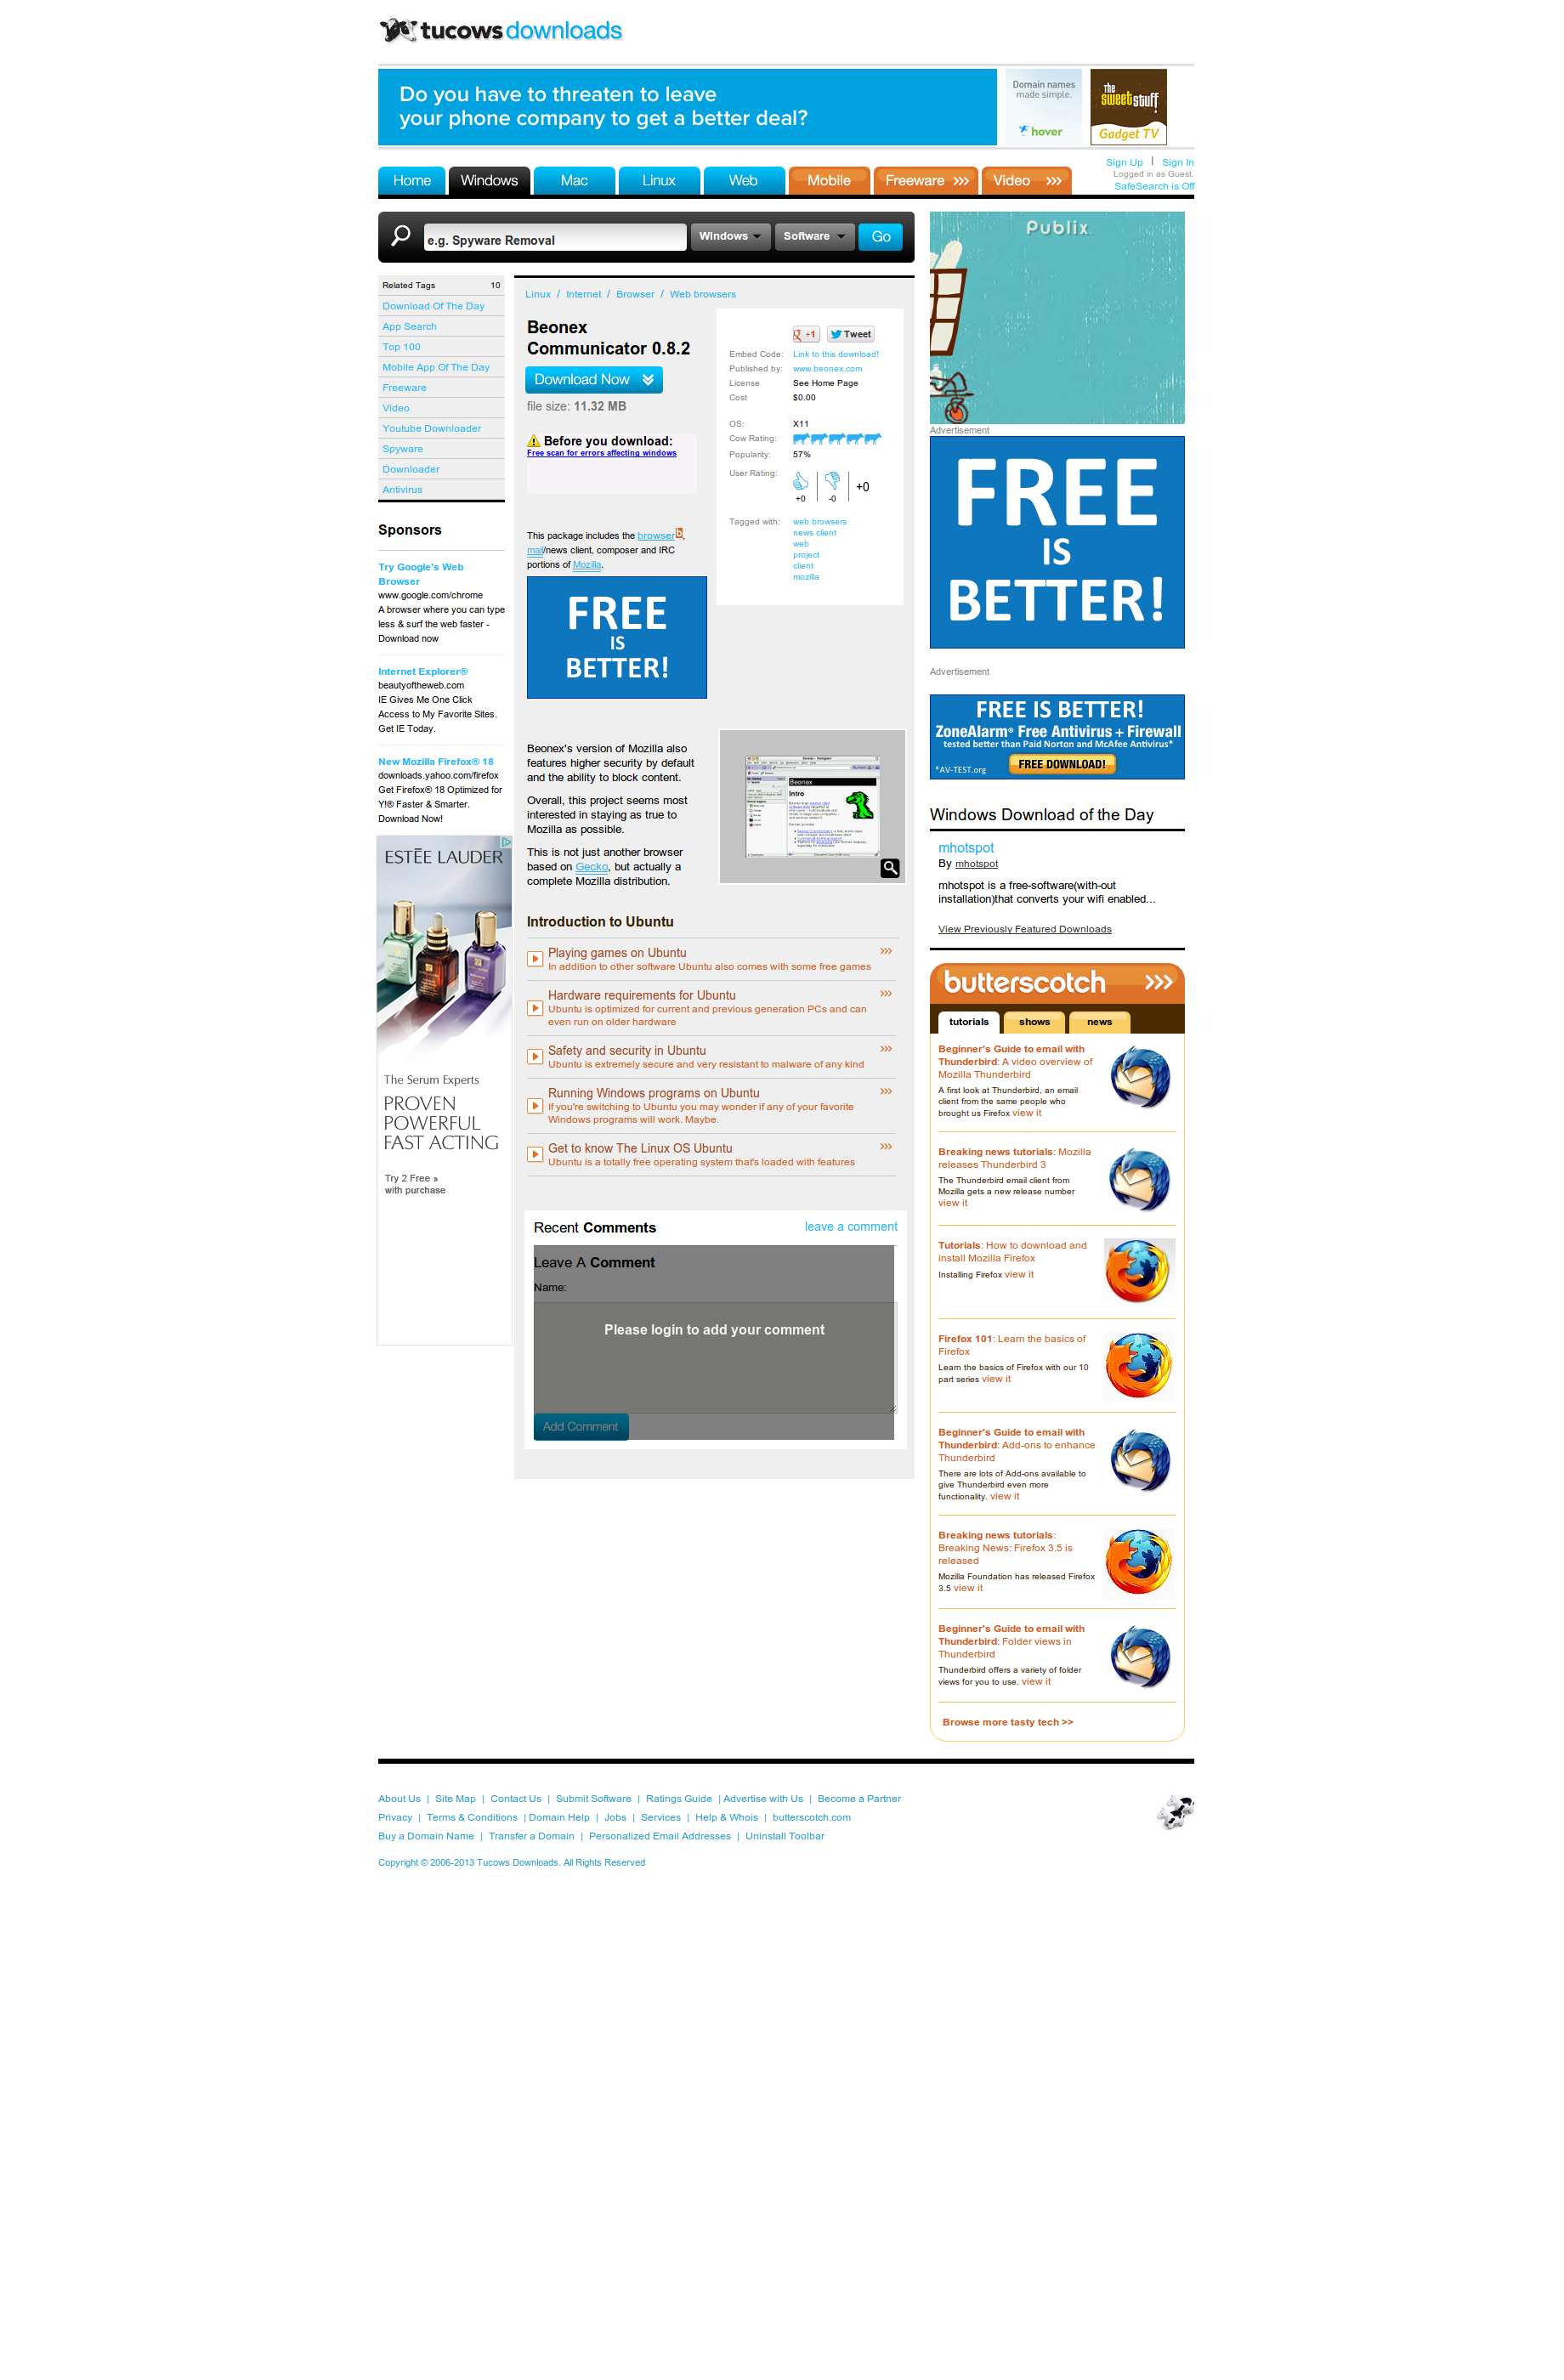 tucows downloads
Do you have to threaten to leave
your phone company to get a better deal?
Domain names
made simple.
hover
the
sweet stuff
Gadget TV
Sign Up | Sign In
Logged in as Guest.
SafeSearch is Off
Home
Windows
Mac
Linux
Web
Mobile
Freeware
Video
e.g. Spyware Removal
Windows
Software
Go
Related Tags 10
Download Of The Day
App Search
Top 100
Mobile App Of The Day
Freeware
Video
Youtube Downloader
Spyware
Downloader
Antivirus
Sponsors
Try Google's Web
Browser
www.google.com/chrome
A browser where you can type
less & surf the web faster -
Download now
Internet Explorer®
beautyoftheweb.com
IE Gives Me One Click
Access to My Favorite Sites.
Get IE Today.
New Mozilla Firefox® 18
downloads.yahoo.com/firefox
Get Firefox® 18 Optimized for
Y!® Faster & Smarter.
Download Now!
ESTĒE LAUDER
The Serum Experts
PROVEN
POWERFUL
FAST ACTING
Try 2 Free »
with purchase
Linux / Internet / Browser / Web browsers
Beonex
Communicator 0.8.2
Download Now
file size: 11.32 MB
Before you download:
Free scan for errors affecting windows
This package includes the browser,
mail/news client, composer and IRC
portions of Mozilla.
FREE
IS
BETTER!
+1
Tweet
Embed Code: Link to this download!
Published by: www.beonex.com
License See Home Page
Cost $0.00
OS: X11
Cow Rating:
Popularity: 57%
User Rating:
+0 -0 +0
Tagged with: web browsers
news client
web
project
client
mozilla
Beonex's version of Mozilla also
features higher security by default
and the ability to block content.
Overall, this project seems most
interested in staying as true to
Mozilla as possible.
This is not just another browser
based on Gecko, but actually a
complete Mozilla distribution.
Beonex
Intro
Introduction to Ubuntu
Playing games on Ubuntu
In addition to other software Ubuntu also comes with some free games
Hardware requirements for Ubuntu
Ubuntu is optimized for current and previous generation PCs and can
even run on older hardware
Safety and security in Ubuntu
Ubuntu is extremely secure and very resistant to malware of any kind
Running Windows programs on Ubuntu
If you're switching to Ubuntu you may wonder if any of your favorite
Windows programs will work. Maybe.
Get to know The Linux OS Ubuntu
Ubuntu is a totally free operating system that's loaded with features
Recent Comments
leave a comment
Leave A Comment
Name:
Please login to add your comment
Add Comment
Publix
Advertisement
FREE
IS
BETTER!
Advertisement
FREE IS BETTER!
ZoneAlarm® Free Antivirus + Firewall
tested better than Paid Norton and McAfee Antivirus*
*AV-TEST.org
FREE DOWNLOAD!
Windows Download of the Day
mhotspot
By mhotspot
mhotspot is a free-software(with-out
installation)that converts your wifi enabled...
View Previously Featured Downloads
butterscotch
tutorials
shows
news
Beginner's Guide to email with
Thunderbird: A video overview of
Mozilla Thunderbird
A first look at Thunderbird, an email
client from the same people who
brought us Firefox view it
Breaking news tutorials: Mozilla
releases Thunderbird 3
The Thunderbird email client from
Mozilla gets a new release number
view it
Tutorials: How to download and
install Mozilla Firefox
Installing Firefox view it
Firefox 101: Learn the basics of
Firefox
Learn the basics of Firefox with our 10
part series view it
Beginner's Guide to email with
Thunderbird: Add-ons to enhance
Thunderbird
There are lots of Add-ons available to
give Thunderbird even more
functionality. view it
Breaking news tutorials:
Breaking News: Firefox 3.5 is
released
Mozilla Foundation has released Firefox
3.5 view it
Beginner's Guide to email with
Thunderbird: Folder views in
Thunderbird
Thunderbird offers a variety of folder
views for you to use. view it
Browse more tasty tech >>
About Us | Site Map | Contact Us | Submit Software | Ratings Guide | Advertise with Us | Become a Partner
Privacy | Terms & Conditions | Domain Help | Jobs | Services | Help & Whois | butterscotch.com
Buy a Domain Name | Transfer a Domain | Personalized Email Addresses | Uninstall Toolbar
Copyright © 2006-2013 Tucows Downloads. All Rights Reserved